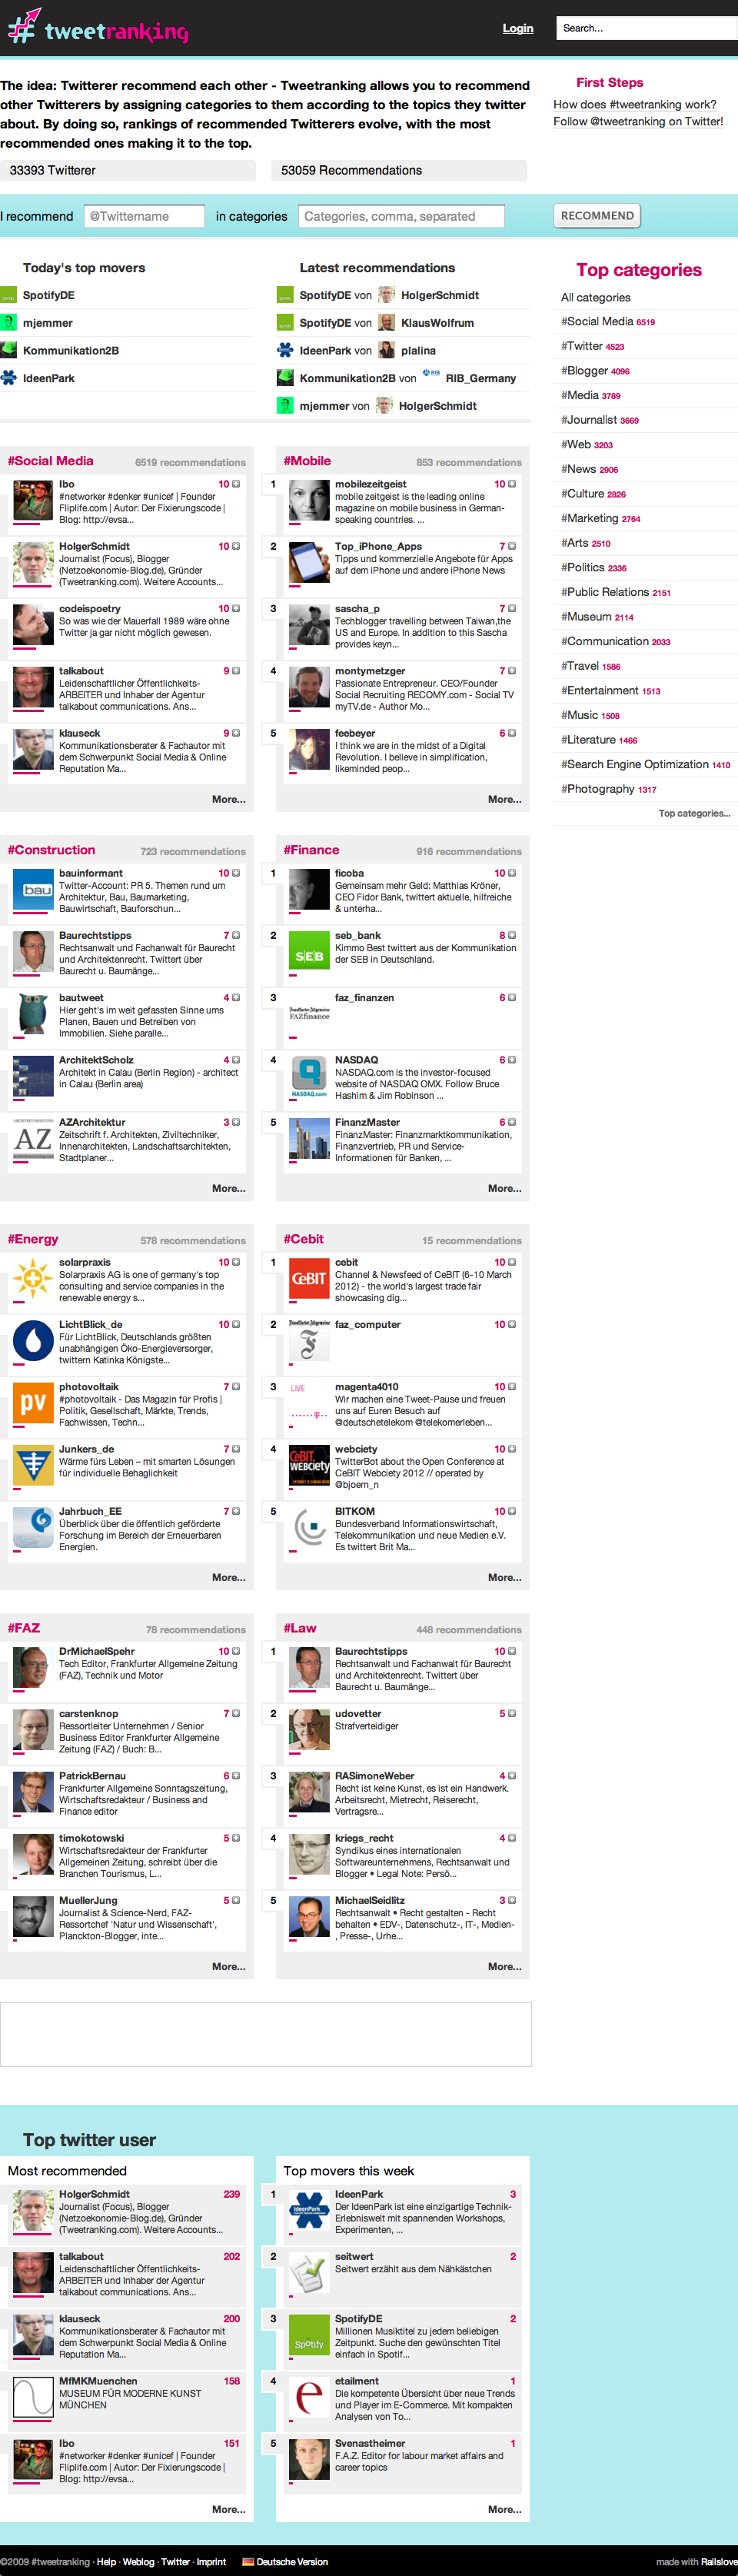 # tweetranking
Login
Search...
The idea: Twitterer recommend each other - Tweetranking allows you to recommend
other Twitterers by assigning categories to them according to the topics they twitter
about. By doing so, rankings of recommended Twitterers evolve, with the most
recommended ones making it to the top.
33393 Twitterer
53059 Recommendations
First Steps
How does #tweetranking work?
Follow @tweetranking on Twitter!
I recommend @Twittername in categories Categories, comma, separated RECOMMEND
Today's top movers
SpotifyDE
mjemmer
Kommunikation2B
IdeenPark
Latest recommendations
SpotifyDE von HolgerSchmidt
SpotifyDE von KlausWolfrum
IdeenPark von plalina
Kommunikation2B von RIB_Germany
mjemmer von HolgerSchmidt
Top categories
All categories
#Social Media 6519
#Twitter 4523
#Blogger 4096
#Media 3789
#Journalist 3669
#Web 3203
#News 2906
#Culture 2826
#Marketing 2764
#Arts 2510
#Politics 2336
#Public Relations 2151
#Museum 2114
#Communication 2033
#Travel 1586
#Entertainment 1513
#Music 1508
#Literature 1466
#Search Engine Optimization 1410
#Photography 1317
Top categories...
#Social Media 6519 recommendations
Ibo 10
#networker #denker #unicef | Founder
Fliplife.com | Autor: Der Fixierungscode |
Blog: http://evsa...
HolgerSchmidt 10
Journalist (Focus), Blogger
(Netzoekonomie-Blog.de), Gründer
(Tweetranking.com). Weitere Accounts...
codeispoetry 10
So was wie der Mauerfall 1989 wäre ohne
Twitter ja gar nicht möglich gewesen.
talkabout 9
Leidenschaftlicher Öffentlichkeits-
ARBEITER und Inhaber der Agentur
talkabout communications. Ans...
klauseck 9
Kommunikationsberater & Fachautor mit
dem Schwerpunkt Social Media & Online
Reputation Ma...
More...
#Mobile 853 recommendations
1 mobilezeitgeist 10
mobile zeitgeist is the leading online
magazine on mobile business in German-
speaking countries. ...
2 Top_iPhone_Apps 7
Tipps und kommerzielle Angebote für Apps
auf dem iPhone und andere iPhone News
3 sascha_p 7
Techblogger travelling between Taiwan,the
US and Europe. In addition to this Sascha
provides keyn...
4 montymetzger 7
Passionate Entrepreneur. CEO/Founder
Social Recruiting RECOMY.com - Social TV
myTV.de - Author Mo...
5 feebeyer 6
I think we are in the midst of a Digital
Revolution. I believe in simplification,
likeminded peop...
More...
#Construction 723 recommendations
bau
bauinformant 10
Twitter-Account: PR 5. Themen rund um
Architektur, Bau, Baumarketing,
Bauwirtschaft, Bauforschun...
Baurechtstipps 7
Rechtsanwalt und Fachanwalt für Baurecht
und Architektenrecht. Twittert über
Baurecht u. Baumänge...
bautweet 4
Hier geht's im weit gefassten Sinne ums
Planen, Bauen und Betreiben von
Immobilien. Siehe paralle...
ArchitektScholz 4
Architekt in Calau (Berlin Region) - architect
in Calau (Berlin area)
AZ
AZArchitektur 3
Zeitschrift f. Architekten, Ziviltechniker,
Innenarchitekten, Landschaftsarchitekten,
Stadtplaner...
More...
#Finance 916 recommendations
1 ficoba 10
Gemeinsam mehr Geld: Matthias Kröner,
CEO Fidor Bank, twittert aktuelle, hilfreiche
& unterha...
SEB
2 seb_bank 8
Kimmo Best twittert aus der Kommunikation
der SEB in Deutschland.
Frankfurter Allgemeine
FAZfinance
3 faz_finanzen 6
NASDAQ.com
4 NASDAQ 6
NASDAQ.com is the investor-focused
website of NASDAQ OMX. Follow Bruce
Hashim & Jim Robinson ...
5 FinanzMaster 6
FinanzMaster: Finanzmarktkommunikation,
Finanzvertrieb, PR und Service-
Informationen für Banken, ...
More...
#Energy 578 recommendations
solarpraxis 10
Solarpraxis AG is one of germany's top
consulting and service companies in the
renewable energy s...
LichtBlick_de 10
Für LichtBlick, Deutschlands größten
unabhängigen Öko-Energieversorger,
twittern Katinka Königste...
pv
photovoltaik 7
#photovoltaik - Das Magazin für Profis |
Politik, Gesellschaft, Märkte, Trends,
Fachwissen, Techn...
Junkers_de 7
Wärme fürs Leben – mit smarten Lösungen
für individuelle Behaglichkeit
Jahrbuch_EE 7
Überblick über die öffentlich geförderte
Forschung im Bereich der Erneuerbaren
Energien.
More...
#Cebit 15 recommendations
CeBIT
1 cebit 10
Channel & Newsfeed of CeBIT (6-10 March
2012) - the world's largest trade fair
showcasing dig...
2 faz_computer 10
LIVE
3 magenta4010 10
Wir machen eine Tweet-Pause und freuen
uns auf Euren Besuch auf
@deutschetelekom @telekomerleben...
CeBIT
WEBCIETY
4 webciety 10
TwitterBot about the Open Conference at
CeBIT Webciety 2012 // operated by
@bjoern_n
5 BITKOM 10
Bundesverband Informationswirtschaft,
Telekommunikation und neue Medien e.V.
Es twittert Brit Ma...
More...
#FAZ 78 recommendations
DrMichaelSpehr 10
Tech Editor, Frankfurter Allgemeine Zeitung
(FAZ), Technik und Motor
carstenknop 7
Ressortleiter Unternehmen / Senior
Business Editor Frankfurter Allgemeine
Zeitung (FAZ) / Buch: B...
PatrickBernau 6
Frankfurter Allgemeine Sonntagszeitung,
Wirtschaftsredakteur / Business and
Finance editor
timokotowski 5
Wirtschaftsredakteur der Frankfurter
Allgemeinen Zeitung, schreibt über die
Branchen Tourismus, L...
MuellerJung 5
Journalist & Science-Nerd, FAZ-
Ressortchef 'Natur und Wissenschaft',
Planckton-Blogger, inte...
More...
#Law 448 recommendations
1 Baurechtstipps 10
Rechtsanwalt und Fachanwalt für Baurecht
und Architektenrecht. Twittert über
Baurecht u. Baumänge...
2 udovetter 5
Strafverteidiger
3 RASimoneWeber 4
Recht ist keine Kunst, es ist ein Handwerk.
Arbeitsrecht, Mietrecht, Reiserecht,
Vertragsre...
4 kriegs_recht 4
Syndikus eines internationalen
Softwareunternehmens, Rechtsanwalt und
Blogger • Legal Note: Persö...
5 MichaelSeidlitz 3
Rechtsanwalt • Recht gestalten - Recht
behalten • EDV-, Datenschutz-, IT-, Medien-
, Presse-, Urhe...
More...
Top twitter user
Most recommended
HolgerSchmidt 239
Journalist (Focus), Blogger
(Netzoekonomie-Blog.de), Gründer
(Tweetranking.com). Weitere Accounts...
talkabout 202
Leidenschaftlicher Öffentlichkeits-
ARBEITER und Inhaber der Agentur
talkabout communications. Ans...
klauseck 200
Kommunikationsberater & Fachautor mit
dem Schwerpunkt Social Media & Online
Reputation Ma...
MfMKMuenchen 158
MUSEUM FÜR MODERNE KUNST
MÜNCHEN
Ibo 151
#networker #denker #unicef | Founder
Fliplife.com | Autor: Der Fixierungscode |
Blog: http://evsa...
More...
Top movers this week
IdeenPark
1 IdeenPark 3
Der IdeenPark ist eine einzigartige Technik-
Erlebniswelt mit spannenden Workshops,
Experimenten, ...
2 seitwert 2
Seitwert erzählt aus dem Nähkästchen
Spotify
3 SpotifyDE 2
Millionen Musiktitel zu jedem beliebigen
Zeitpunkt. Suche den gewünschten Titel
einfach in Spotif...
4 etailment 1
Die kompetente Übersicht über neue Trends
und Player im E-Commerce. Mit kompakten
Analysen von To...
5 Svenastheimer 1
F.A.Z. Editor for labour market affairs and
career topics
More...
©2009 #tweetranking · Help · Weblog · Twitter · Imprint Deutsche Version
made with Railslove